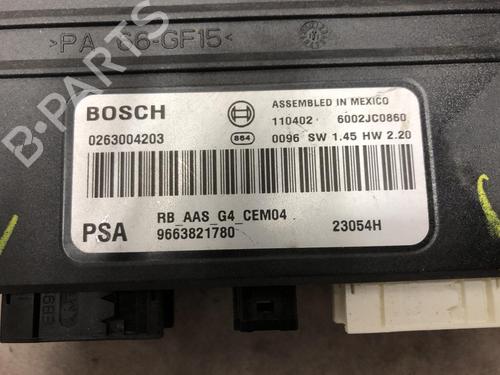 >PA 66-GF15<
BOSCH
ASSEMBLED IN MEXICO
110402 6002JC0860
0263004203
864
0096 SW 1.45 HW 2.20
RB_AAS_G4_CEM04
PSA
9663821780
23054H
B-Parts